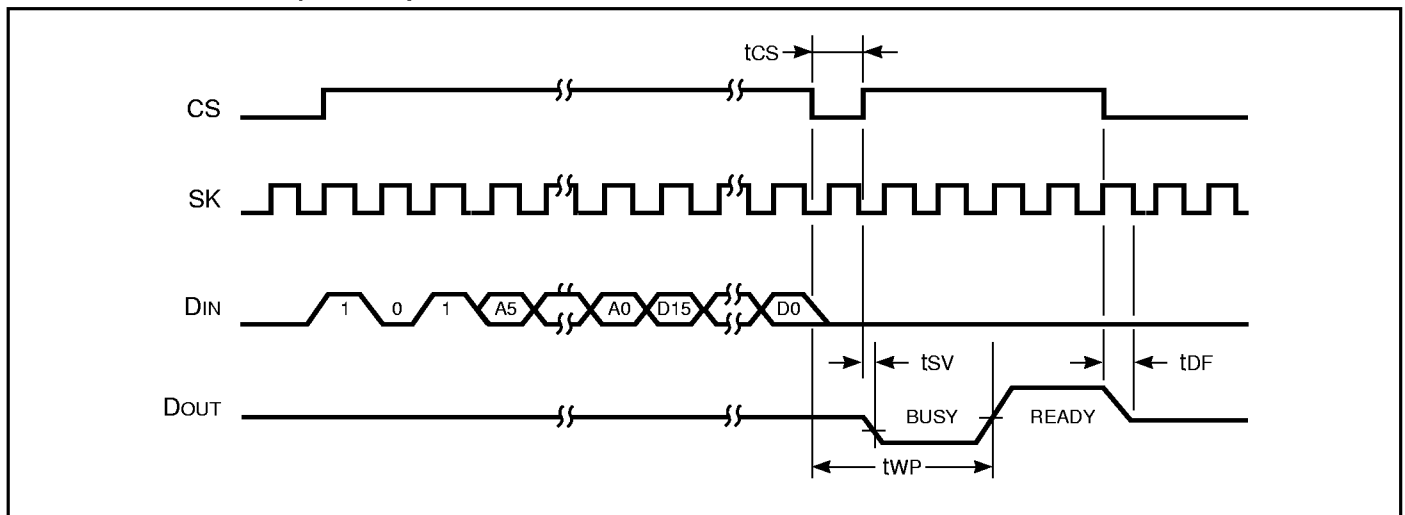 tCS
CS
SK
DIN
1 0 1 A5 A0 D15 D0
tSV
tDF
DOUT
BUSY
READY
tWP